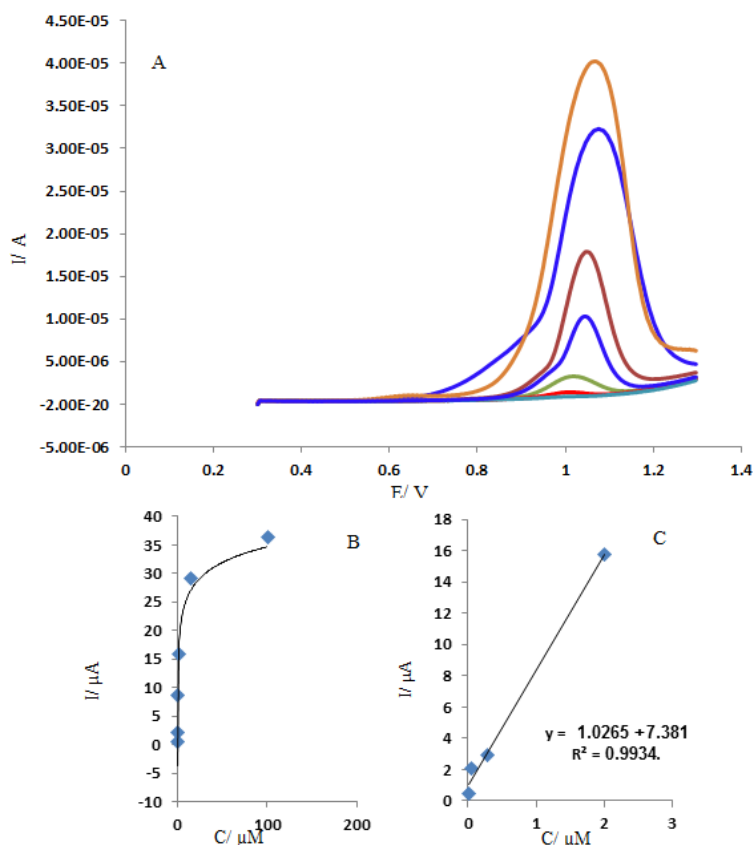 4.50E-05
4.00E-05
3.50E-05
3.00E-05
2.50E-05
2.00E-05
1.50E-05
1.00E-05
5.00E-06
-2.00E-20
-5.00E-06
I/ A
A
0 0.2 0.4 0.6 0.8 1 1.2 1.4
E/ V
40
35
30
25
20
15
10
5
0
-5
-10
I/ μA
B
0 100 200
C/ μM
18
16
14
12
10
8
6
4
2
0
I/ μA
C
y = 1.0265 +7.381
R² = 0.9934.
0 1 2 3
C/ μM